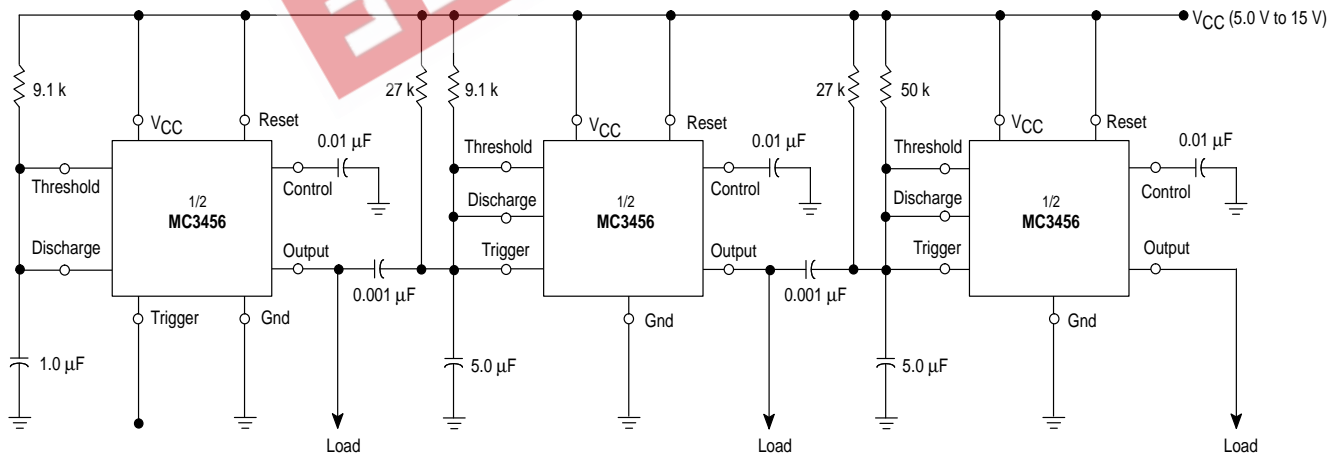 VCC (5.0 V to 15 V)
9.1 k
27 k
9.1 k
27 k
50 k
VCC
Reset
VCC
Reset
VCC
Reset
0.01 µF
0.01 µF
0.01 µF
Threshold
Control
Threshold
Control
Threshold
Control
1/2
MC3456
Discharge
1/2
MC3456
Discharge
1/2
MC3456
Discharge
Output
Trigger
Output
Trigger
Output
0.001 µF
0.001 µF
Trigger
Gnd
Gnd
Gnd
1.0 µF
5.0 µF
5.0 µF
Load
Load
Load